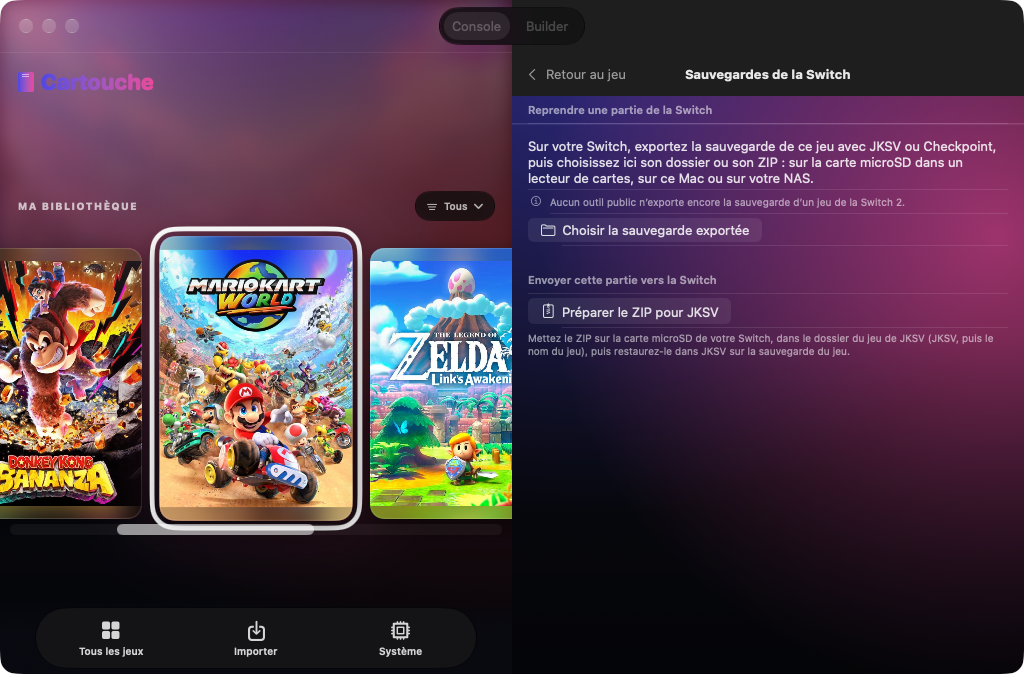 Console
Builder
Cartouche
Retour au jeu
Sauvegardes de la Switch
Reprendre une partie de la Switch
Sur votre Switch, exportez la sauvegarde de ce jeu avec JKSV ou Checkpoint,
puis choisissez ici son dossier ou son ZIP : sur la carte microSD dans un
lecteur de cartes, sur ce Mac ou sur votre NAS.
Aucun outil public n'exporte encore la sauvegarde d'un jeu de la Switch 2.
Choisir la sauvegarde exportée
Envoyer cette partie vers la Switch
Préparer le ZIP pour JKSV
Mettez le ZIP sur la carte microSD de votre Switch, dans le dossier du jeu de JKSV (JKSV, puis le
nom du jeu), puis restaurez-le dans JKSV sur la sauvegarde du jeu.
MA BIBLIOTHÈQUE
Tous
DONKEY KONG
BANANZA
MARIOKART
WORLD
THE LEGEND OF
ZELDA
Link's Awakeni
Tous les jeux
Importer
Système